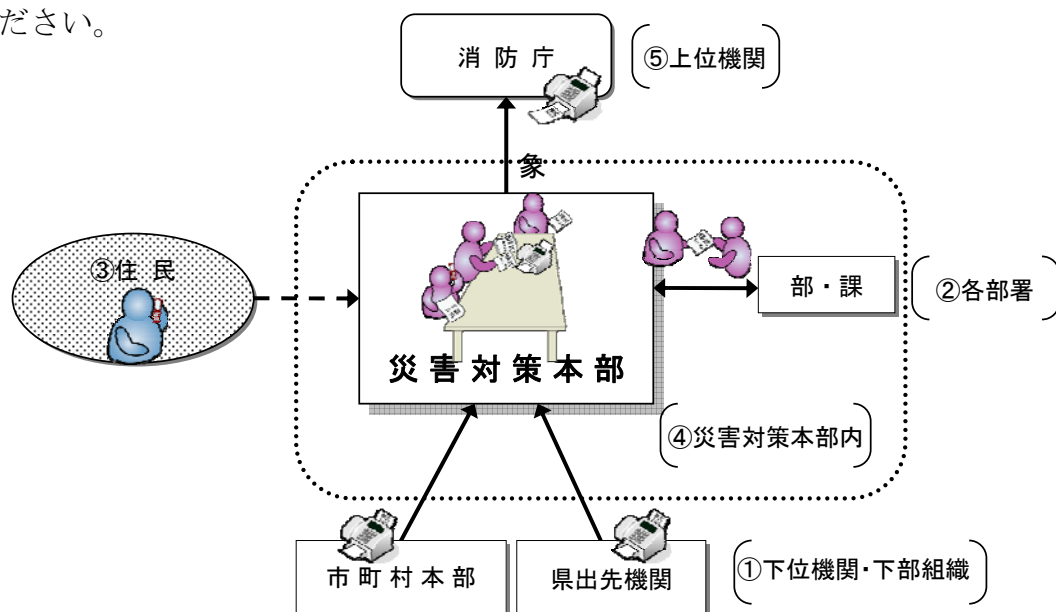 ださい。
消 防 庁
⑤上位機関
象
③住 民
部・課
②各部署
災 害 対 策 本 部
④災害対策本部内
市 町 村 本 部
県出先機関
①下位機関・下部組織